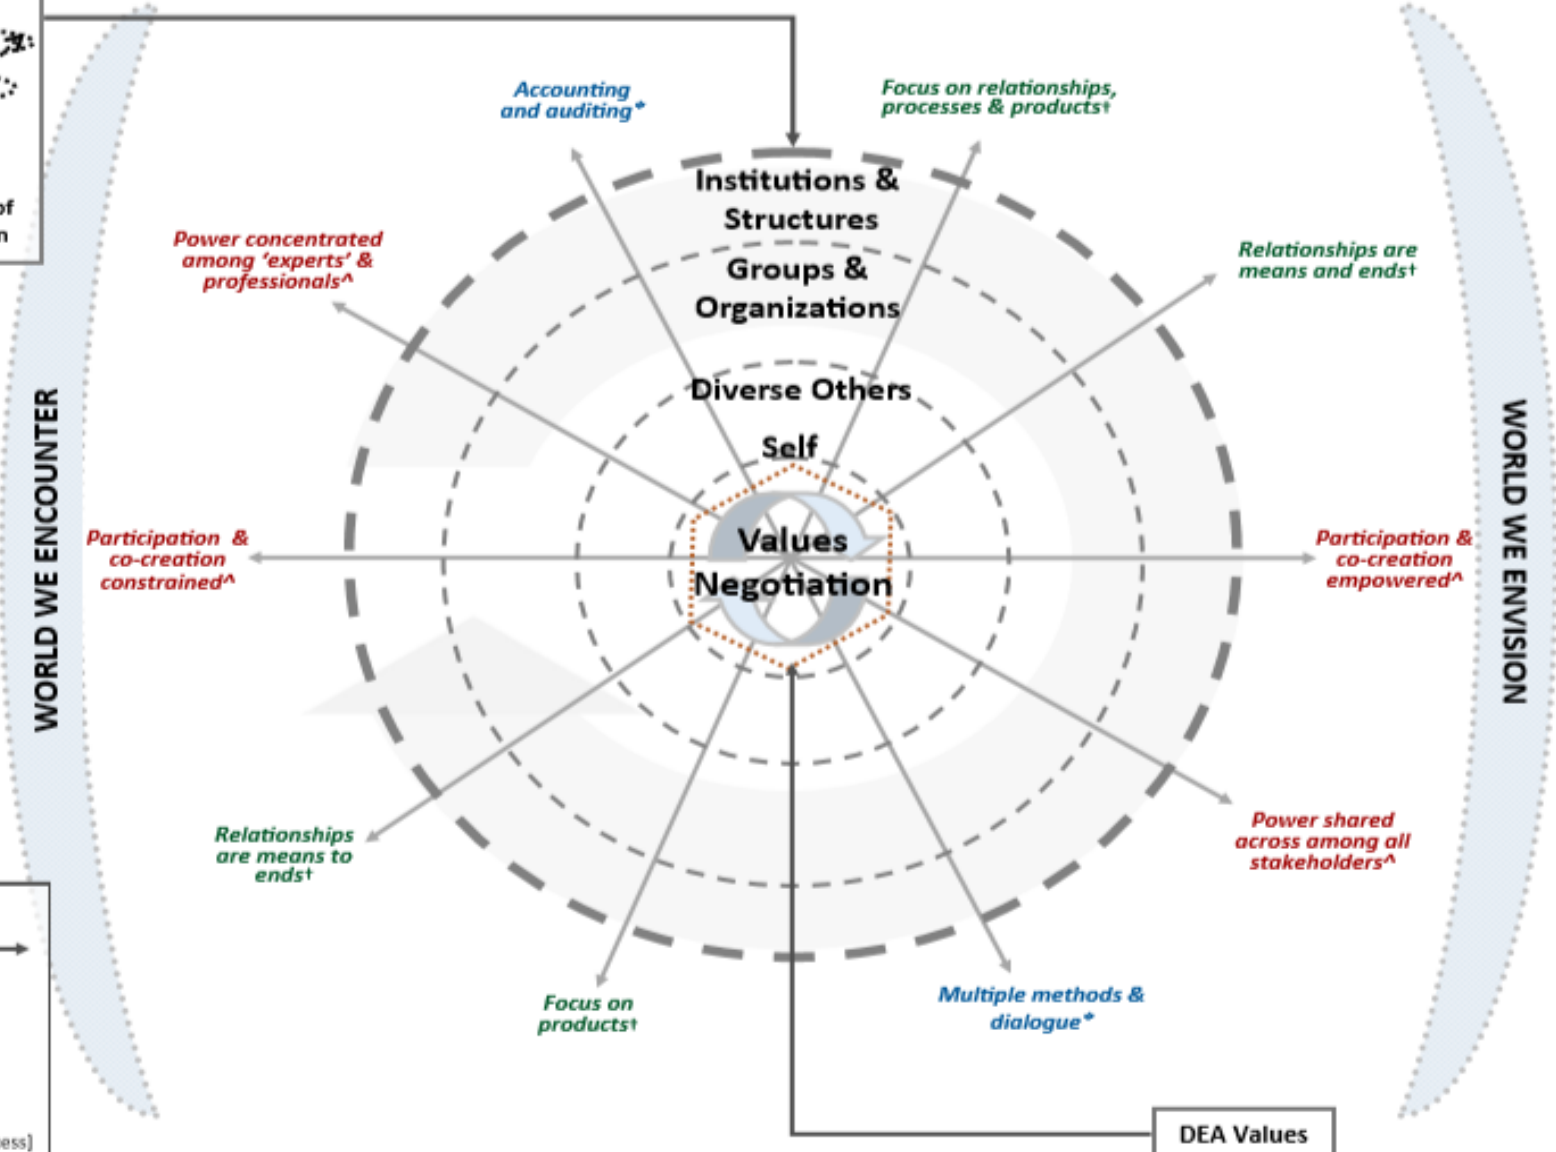 Accounting
and auditing*
Focus on relationships,
processes & products†
Institutions &
Structures
of
n
Power concentrated
among ‘experts’ &
professionals^
Groups &
Organizations
Relationships are
means and ends†
Diverse Others
Self
WORLD WE ENCOUNTER
WORLD WE ENVISION
Participation &
co-creation
constrained^
Values
Negotiation
Participation &
co-creation
empowered^
Relationships
are means to
ends†
Power shared
across among all
stakeholders^
Focus on
products†
Multiple methods &
dialogue*
DEA Values
ess]